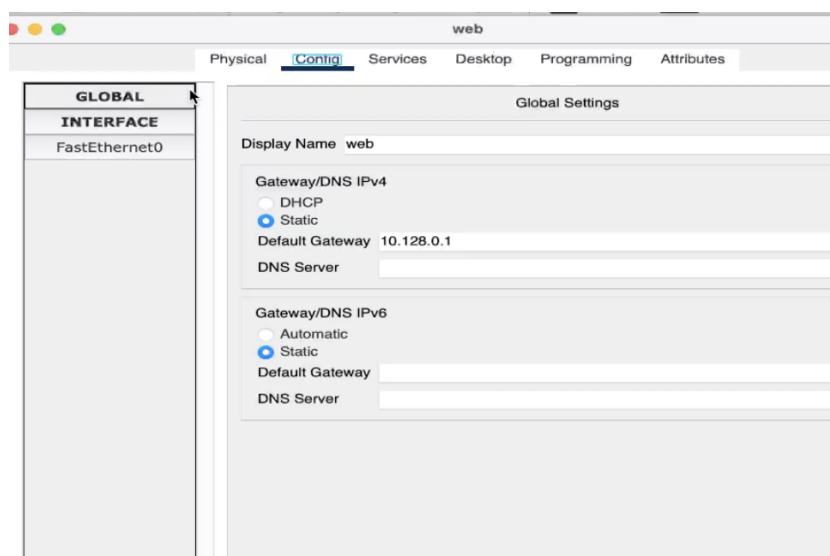 web
Physical Config Services Desktop Programming Attributes
GLOBAL
INTERFACE
FastEthernet0
Global Settings
Display Name web
Gateway/DNS IPv4
DHCP
Static
Default Gateway 10.128.0.1
DNS Server
Gateway/DNS IPv6
Automatic
Static
Default Gateway
DNS Server